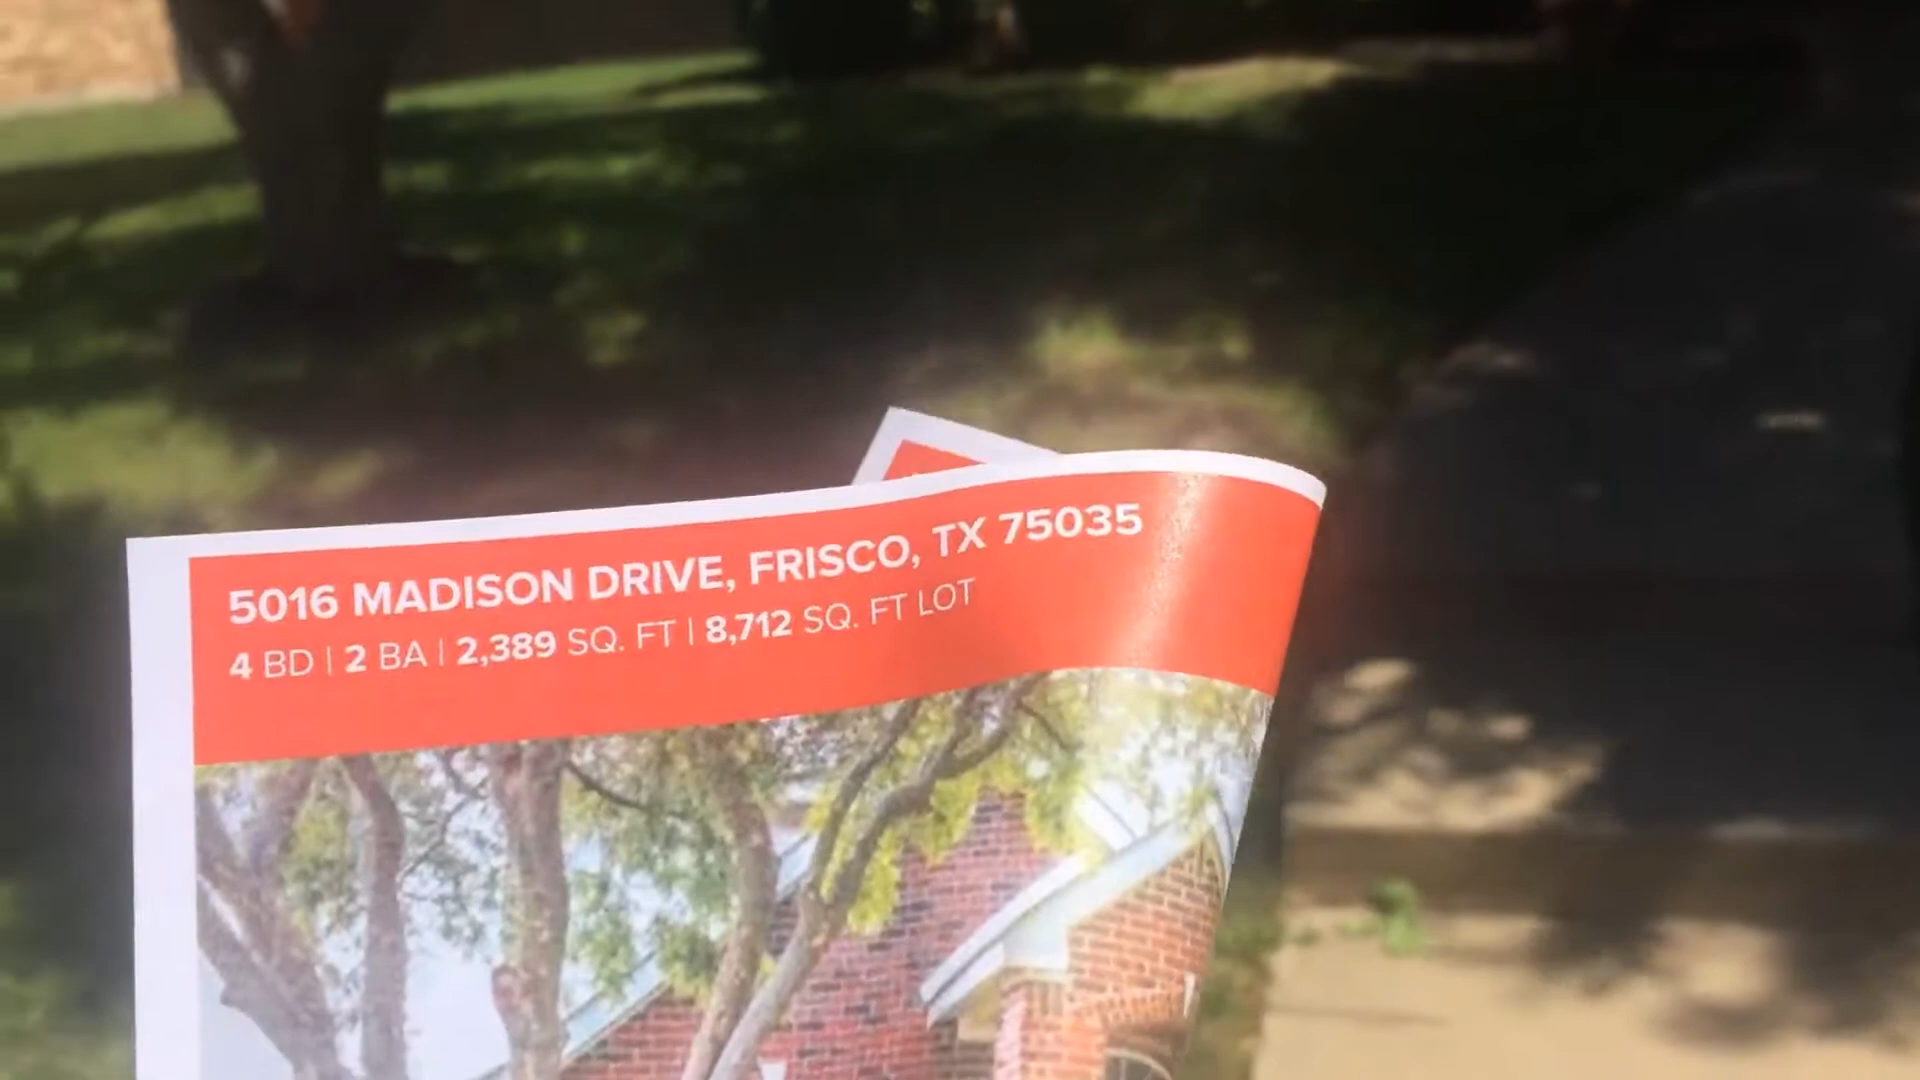 5016 MADISON DRIVE, FRISCO, TX 75035
4 BD | 2 BA | 2,389 SQ. FT | 8,712 SQ. FT LOT